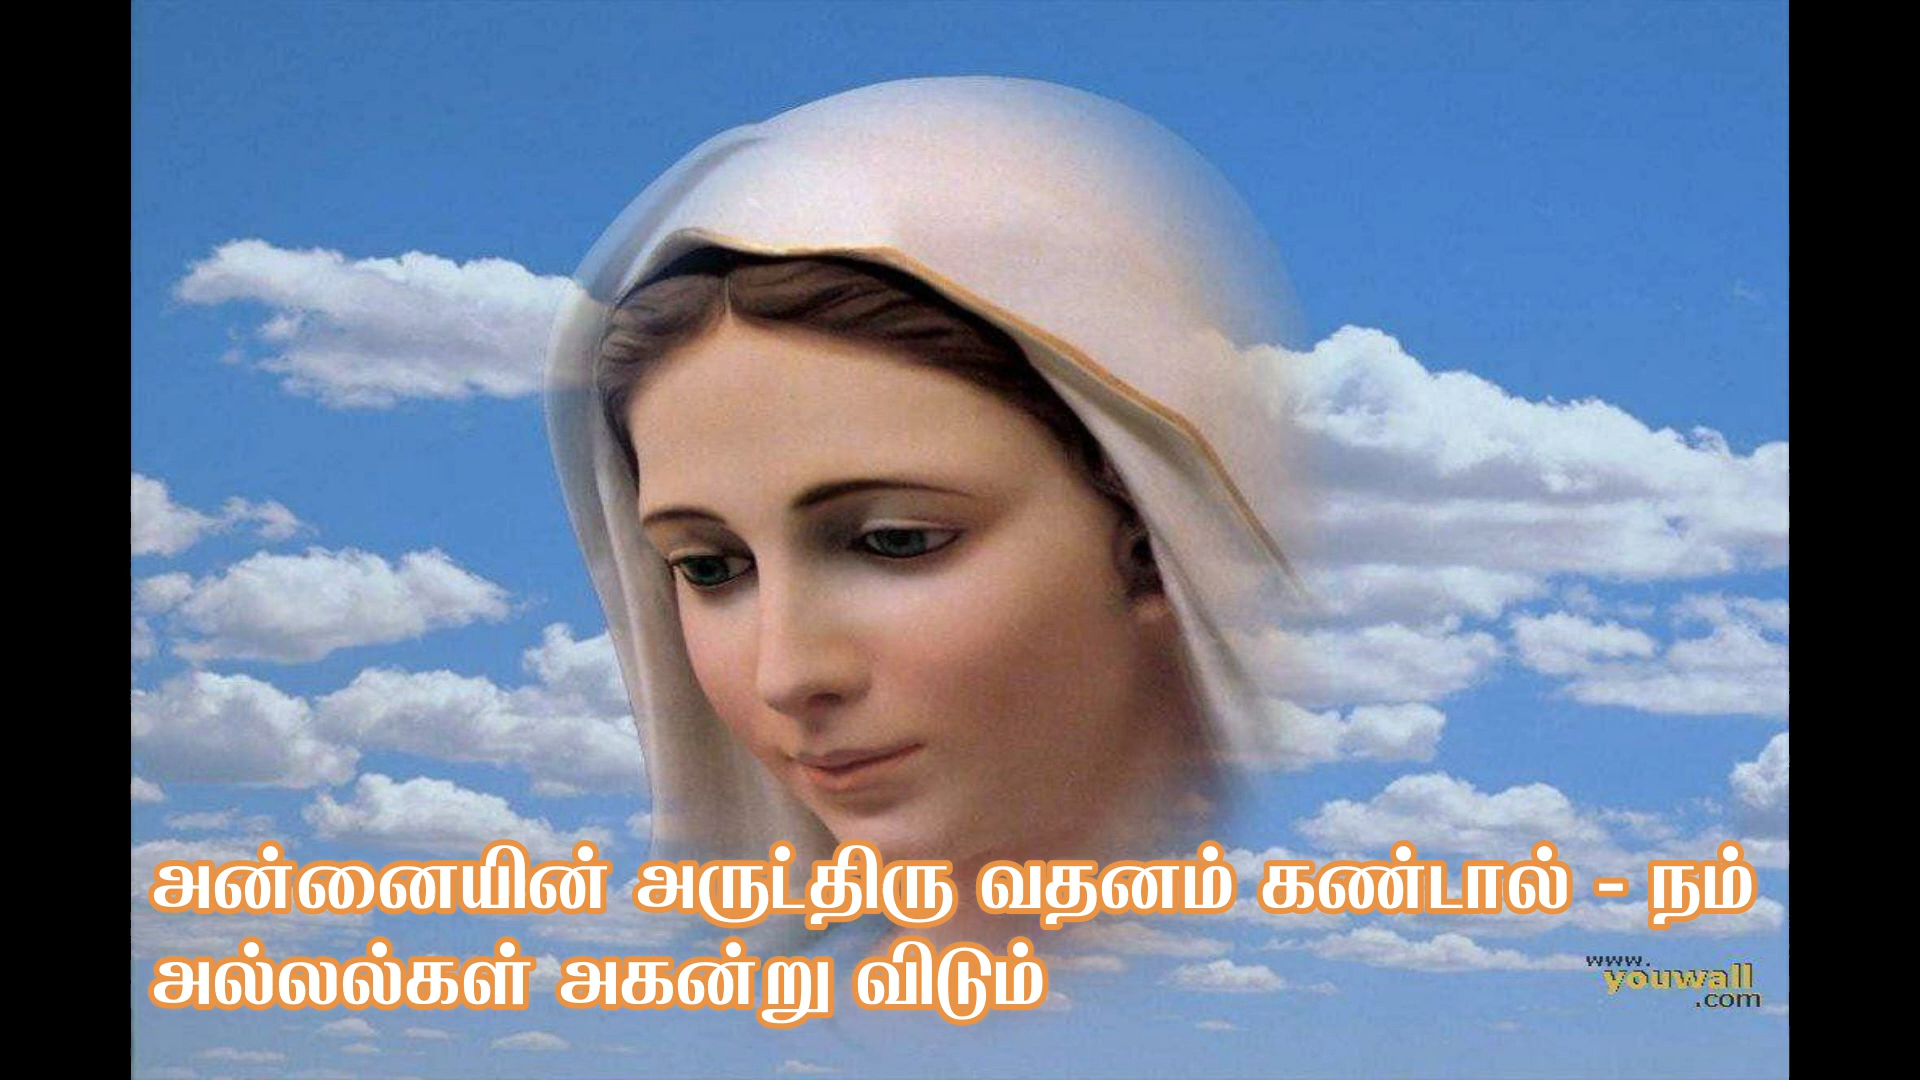 அன்னையின் அருட்திரு வதனம் கண்டால் - நம்
அல்லல்கள் அகன்று விடும்
www.
youwall
.com